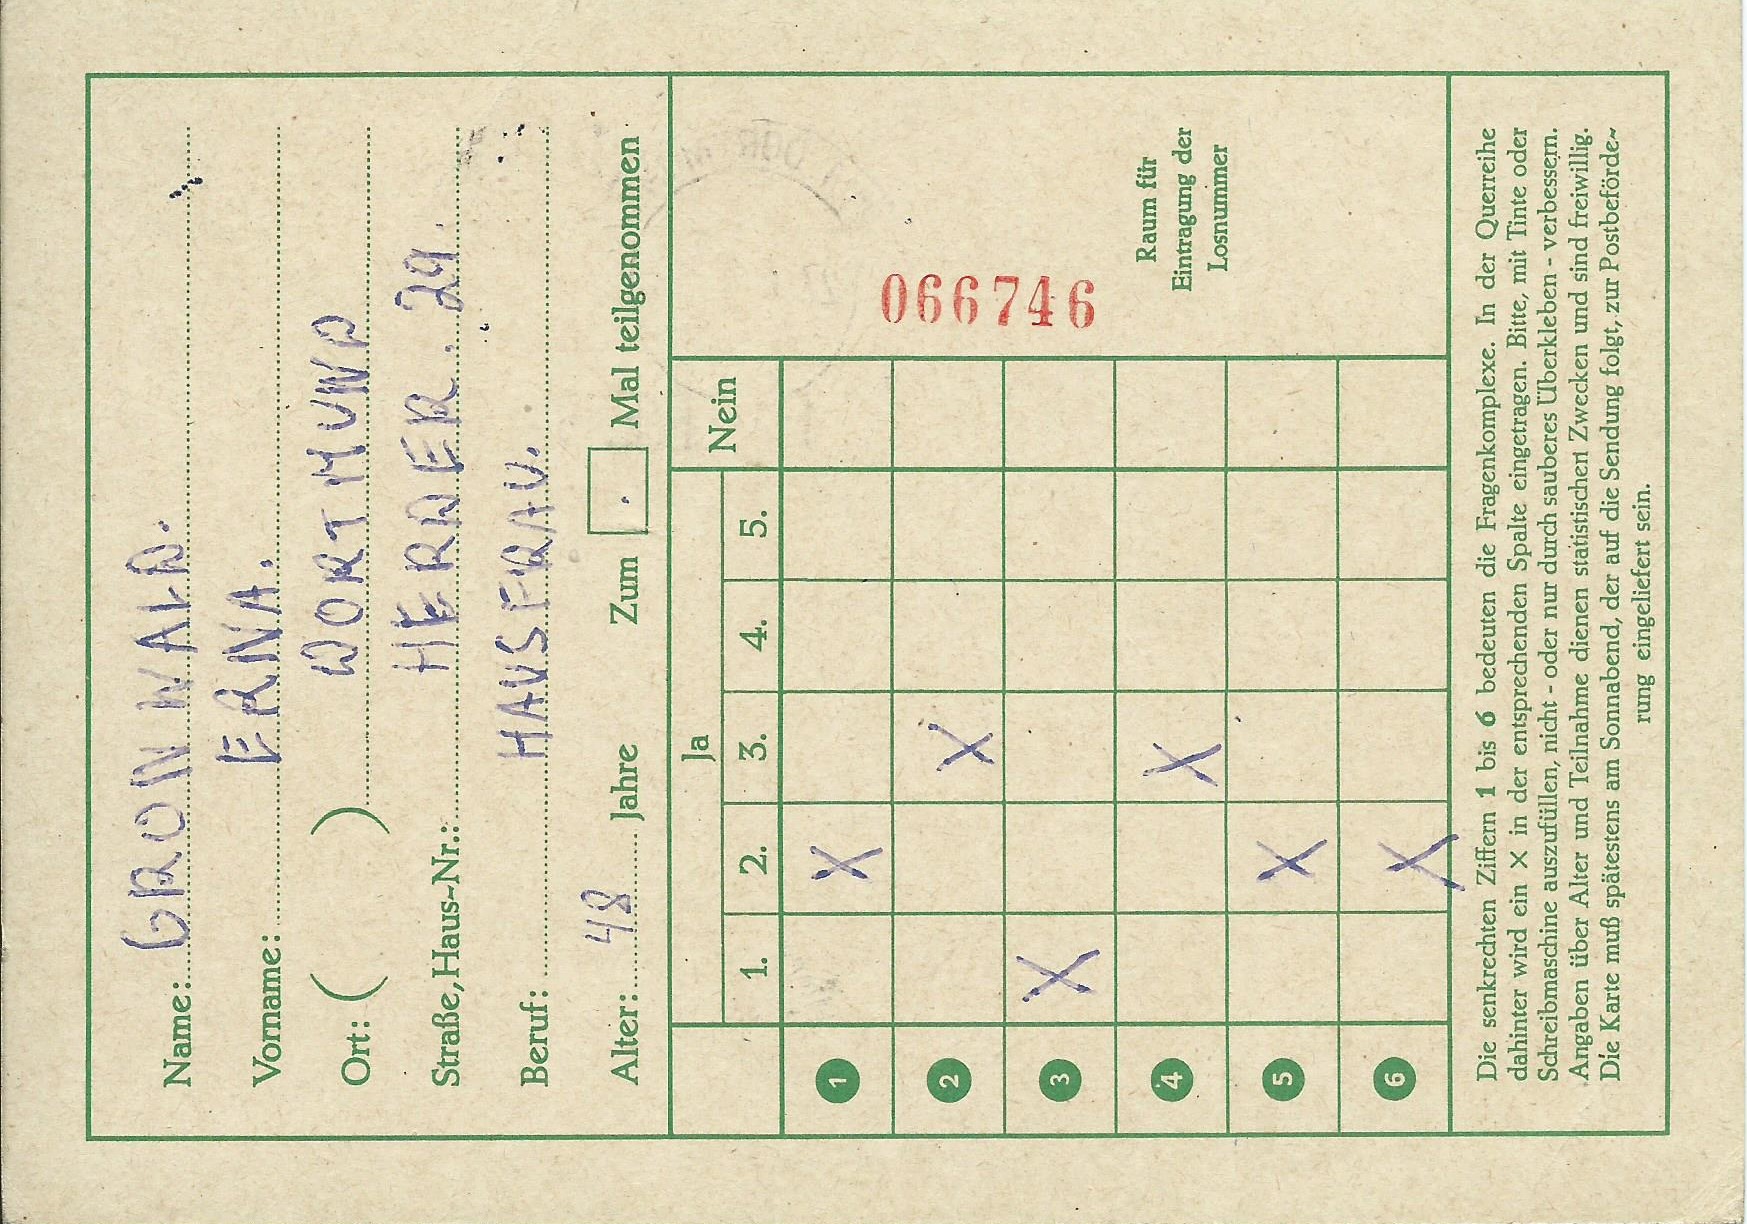 Name: GRONWALD.
Vorname: ERNA.
Ort: ( ) DORTMUND
Straße, Haus-Nr.: HERDER. 29.
Beruf: HAUSFRAU.
Alter: 48 Jahre Zum . Mal teilgenommen
Ja Nein
1. 2. 3. 4. 5.
1 X
2 X
3 X
4 X
5 X
6 X
066746
Raum für
Eintragung der
Losnummer
Die senkrechten Ziffern 1 bis 6 bedeuten die Fragenkomplexe. In der Querreihe
dahinter wird ein X in der entsprechenden Spalte eingetragen. Bitte, mit Tinte oder
Schreibmaschine auszufüllen, nicht - oder nur durch sauberes Überkleben - verbessern.
Angaben über Alter und Teilnahme dienen statistischen Zwecken und sind freiwillig.
Die Karte muß spätestens am Sonnabend, der auf die Sendung folgt, zur Postbeförde-
rung eingeliefert sein.